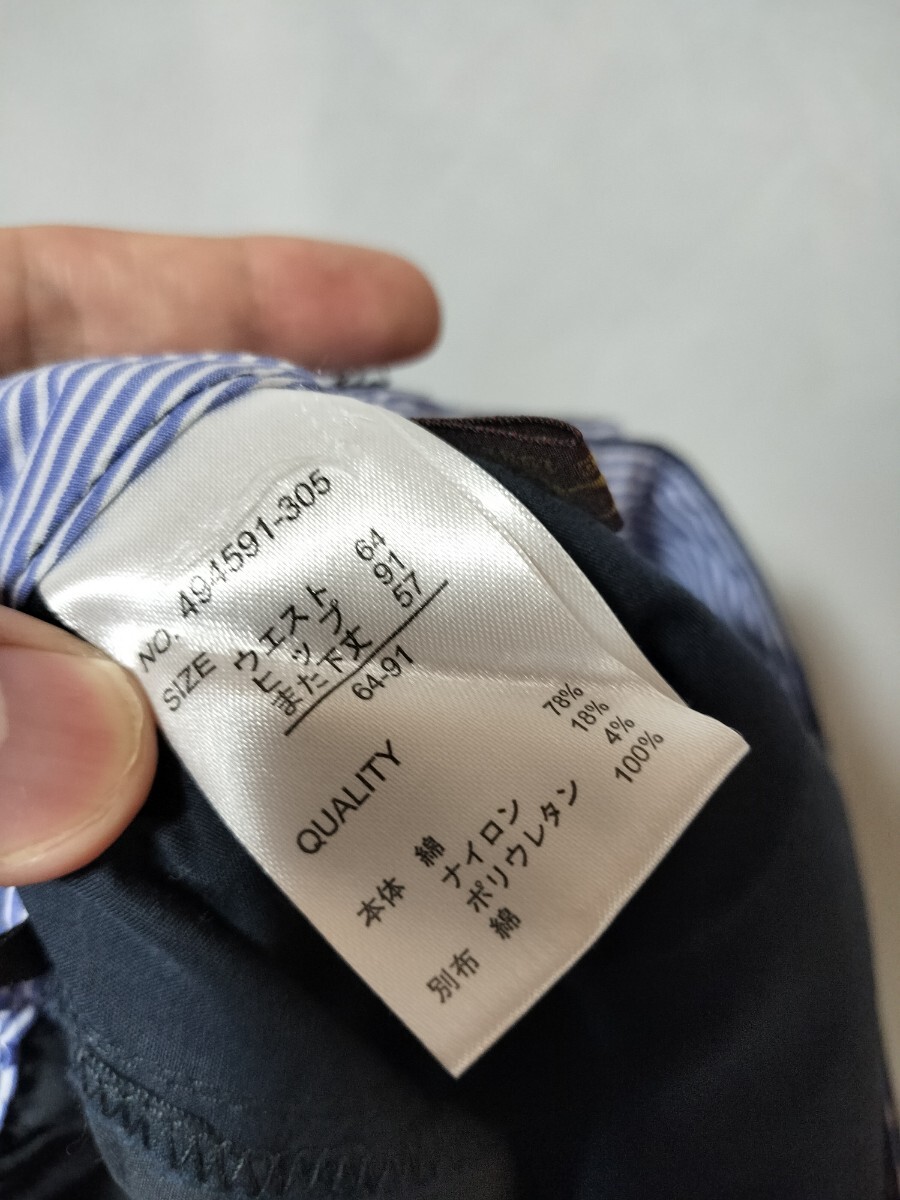 NO. 494591-305
SIZE ウエスト 64
ヒップ 91
また下丈 57
64-91
QUALITY
本体 綿 78%
ナイロン 18%
ポリウレタン 4%
別布 綿 100%